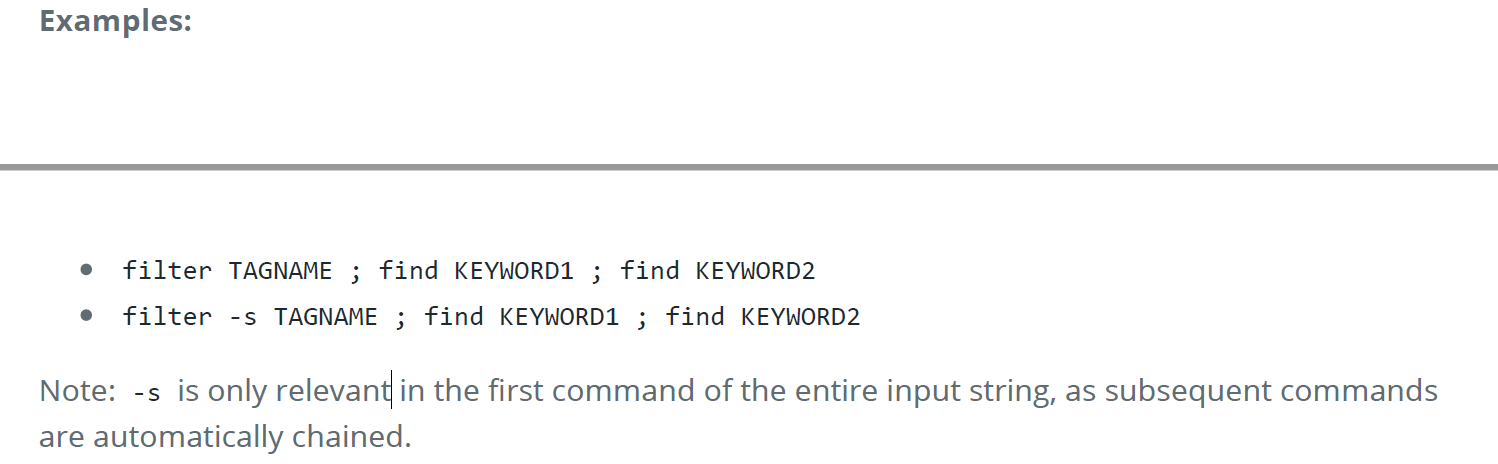 Examples:
filter TAGNAME ; find KEYWORD1 ; find KEYWORD2
filter -s TAGNAME ; find KEYWORD1 ; find KEYWORD2
Note: -s is only relevant in the first command of the entire input string, as subsequent commands
are automatically chained.